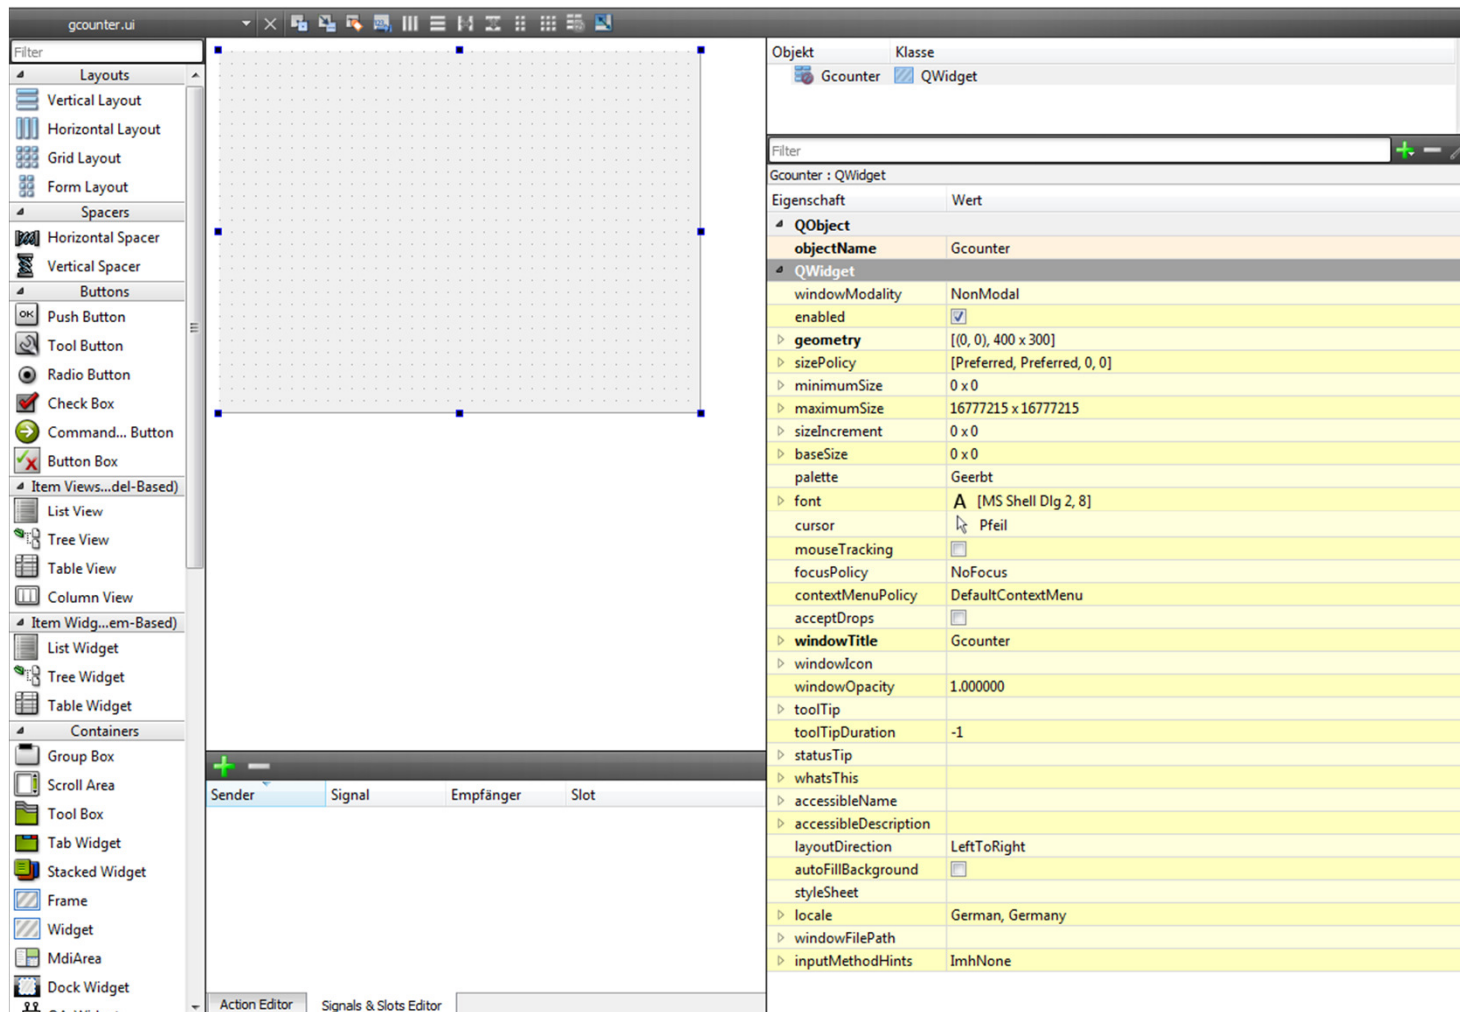 gcounter.ui
Filter
Layouts
Vertical Layout
Horizontal Layout
Grid Layout
Form Layout
Spacers
Horizontal Spacer
Vertical Spacer
Buttons
OK Push Button
Tool Button
Radio Button
Check Box
Command... Button
Button Box
Item Views...del-Based)
List View
Tree View
Table View
Column View
Item Widg...em-Based)
List Widget
Tree Widget
Table Widget
Containers
Group Box
Scroll Area
Tool Box
Tab Widget
Stacked Widget
Frame
Widget
MdiArea
Dock Widget
Sender Signal Empfänger Slot
Action Editor Signals & Slots Editor
Objekt Klasse
Gcounter QWidget
Filter
Gcounter : QWidget
Eigenschaft Wert
QObject
objectName Gcounter
QWidget
windowModality NonModal
enabled
geometry [(0, 0), 400 x 300]
sizePolicy [Preferred, Preferred, 0, 0]
minimumSize 0 x 0
maximumSize 16777215 x 16777215
sizeIncrement 0 x 0
baseSize 0 x 0
palette Geerbt
font A [MS Shell Dlg 2, 8]
cursor Pfeil
mouseTracking
focusPolicy NoFocus
contextMenuPolicy DefaultContextMenu
acceptDrops
windowTitle Gcounter
windowIcon
windowOpacity 1.000000
toolTip
toolTipDuration -1
statusTip
whatsThis
accessibleName
accessibleDescription
layoutDirection LeftToRight
autoFillBackground
styleSheet
locale German, Germany
windowFilePath
inputMethodHints ImhNone